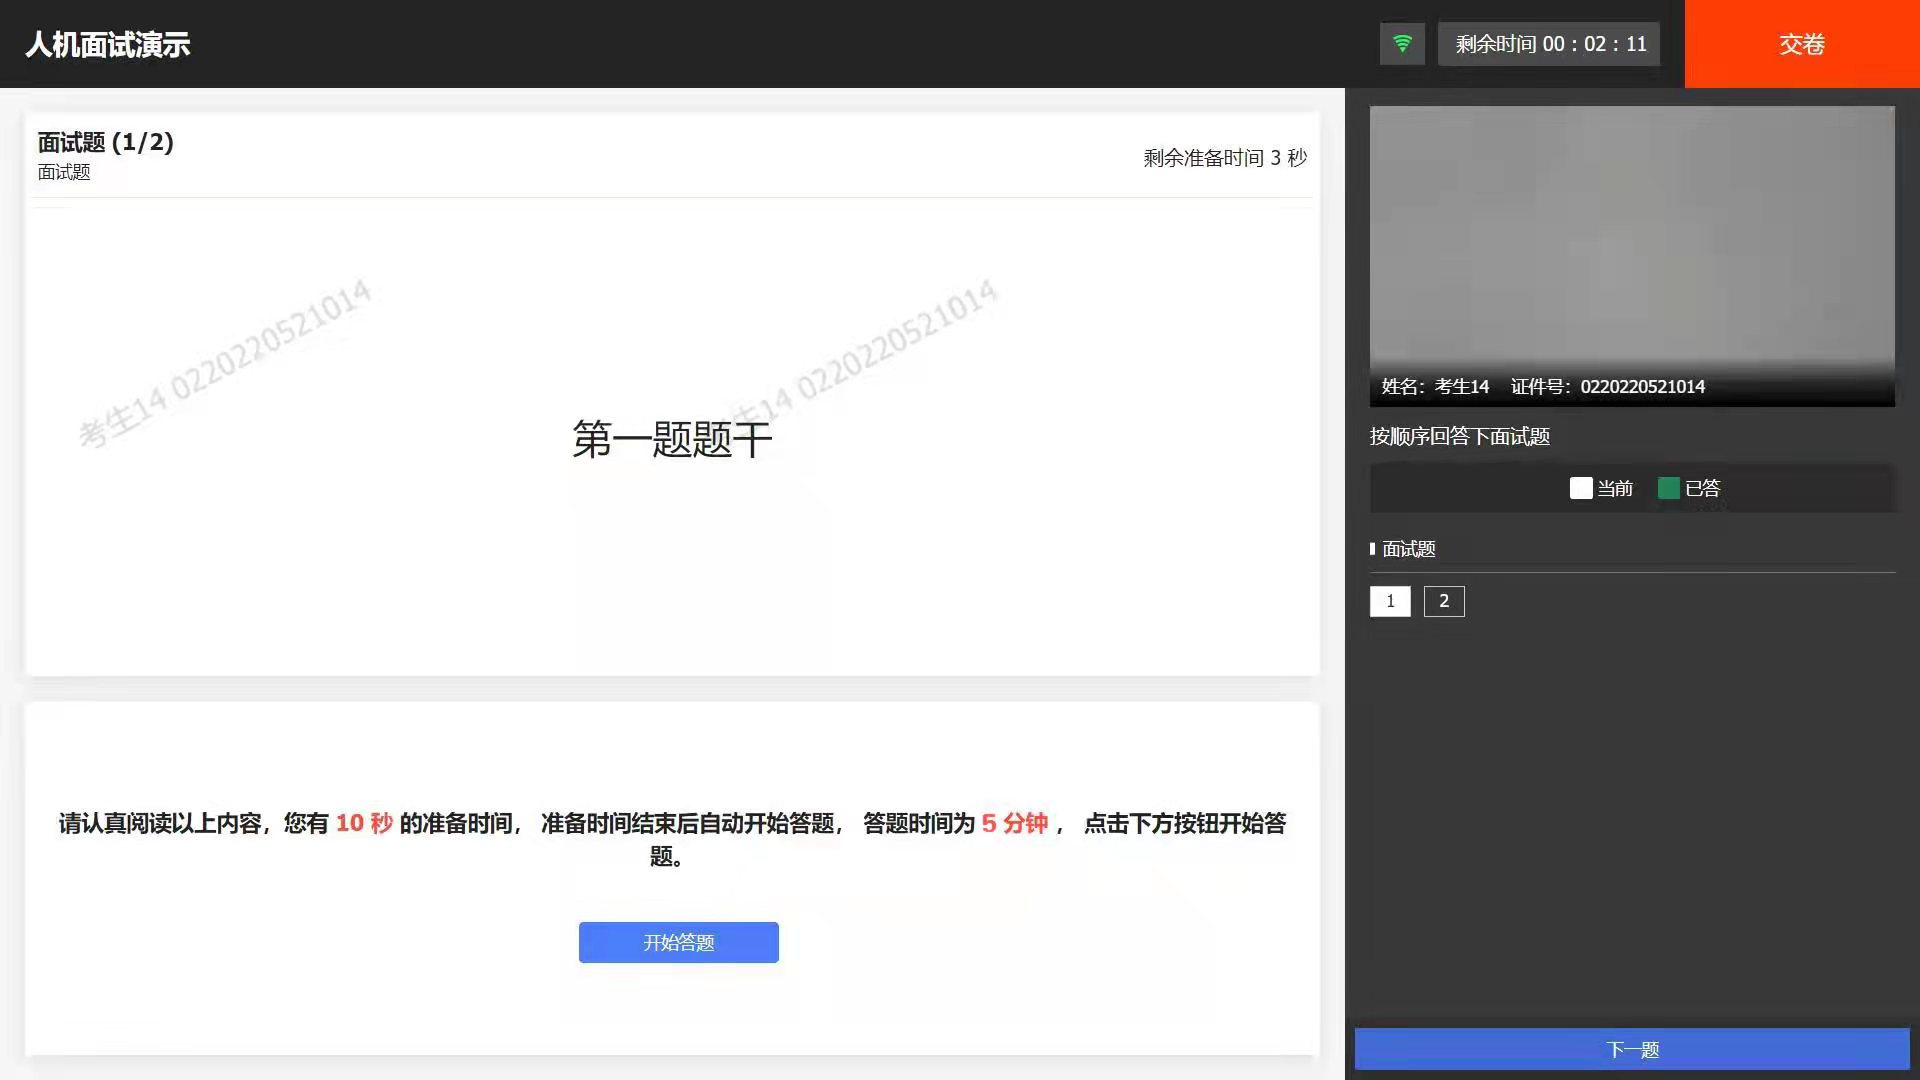 人机面试演示
剩余时间 00 : 02 : 11
交卷
面试题 (1/2)
面试题
剩余准备时间 3 秒
考生14 0220220521014
考生14 0220220521014
第一题题干
请认真阅读以上内容，您有 10 秒 的准备时间， 准备时间结束后自动开始答题， 答题时间为 5 分钟 ， 点击下方按钮开始答
题。
开始答题
姓名：考生14 证件号：0220220521014
按顺序回答下面试题
当前 已答
面试题
1 2
下一题